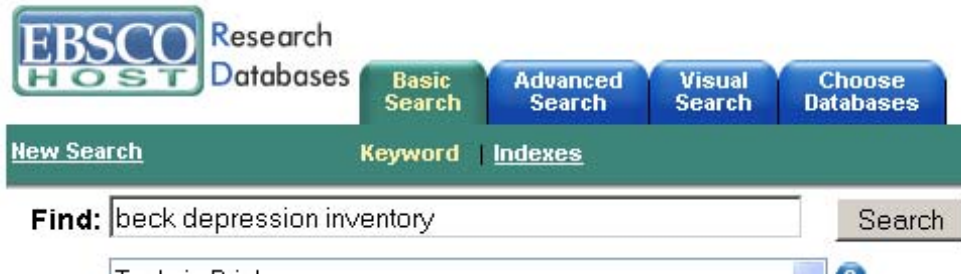 EBSCO Research
HOST Databases
Basic Search
Advanced Search
Visual Search
Choose Databases
New Search
Keyword | Indexes
Find: beck depression inventory Search